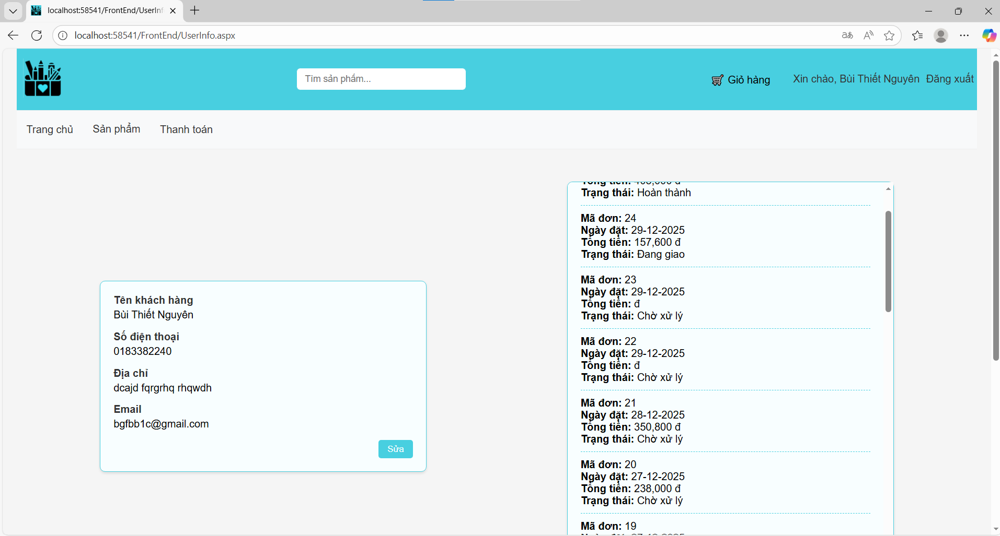 localhost:58541/FrontEnd/UserInf
localhost:58541/FrontEnd/UserInfo.aspx
Tìm sản phẩm...
Giỏ hàng
Xin chào, Bùi Thiết Nguyên Đăng xuất
Trang chủ Sản phẩm Thanh toán
Tên khách hàng
Bùi Thiết Nguyên
Số điện thoại
0183382240
Địa chỉ
dcajd fqrgrhq rhqwdh
Email
bgfbb1c@gmail.com
Sửa
Trạng thái: Hoàn thành
Mã đơn: 24
Ngày đặt: 29-12-2025
Tổng tiền: 157,600 đ
Trạng thái: Đang giao
Mã đơn: 23
Ngày đặt: 29-12-2025
Tổng tiền: đ
Trạng thái: Chờ xử lý
Mã đơn: 22
Ngày đặt: 29-12-2025
Tổng tiền: đ
Trạng thái: Chờ xử lý
Mã đơn: 21
Ngày đặt: 28-12-2025
Tổng tiền: 350,800 đ
Trạng thái: Chờ xử lý
Mã đơn: 20
Ngày đặt: 27-12-2025
Tổng tiền: 238,000 đ
Trạng thái: Chờ xử lý
Mã đơn: 19